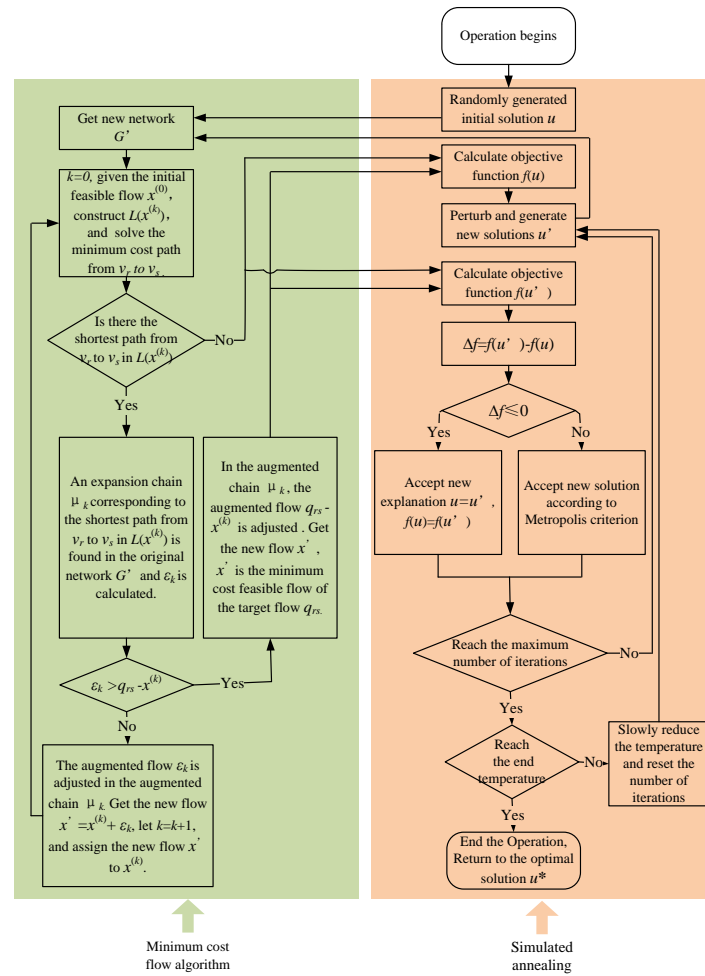 Operation begins
Randomly generated
initial solution u
Get new network
G’
Calculate objective
function f(u)
k=0, given the initial
feasible flow x(0),
construct L(x(k)),
and solve the
minimum cost path
from vr to vs.
Perturb and generate
new solutions u’
Calculate objective
function f(u’)
Is there the
shortest path from
vr to vs in L(x(k))
No
Δf=f(u’)-f(u)
Yes
Δf≤0
Yes
No
An expansion chain
μk corresponding to
the shortest path from
vr to vs in L(x(k)) is
found in the original
network G’ and εk is
calculated.
In the augmented
chain μk, the
augmented flow qrs-
x(k) is adjusted. Get
the new flow x’,
x’ is the minimum
cost feasible flow of
the target flow qrs.
Accept new
explanation u=u’,
f(u)=f(u’)
Accept new solution
according to
Metropolis criterion
Reach the maximum
number of iterations
No
εk>qrs-x(k)
Yes
No
Yes
The augmented flow εk is
adjusted in the augmented
chain μk. Get the new flow
x’=x(k)+εk, let k=k+1,
and assign the new flow x’
to x(k).
Reach
the end
temperature
No
Slowly reduce
the temperature
and reset the
number of
iterations
Yes
End the Operation,
Return to the optimal
solution u*
Minimum cost
flow algorithm
Simulated
annealing